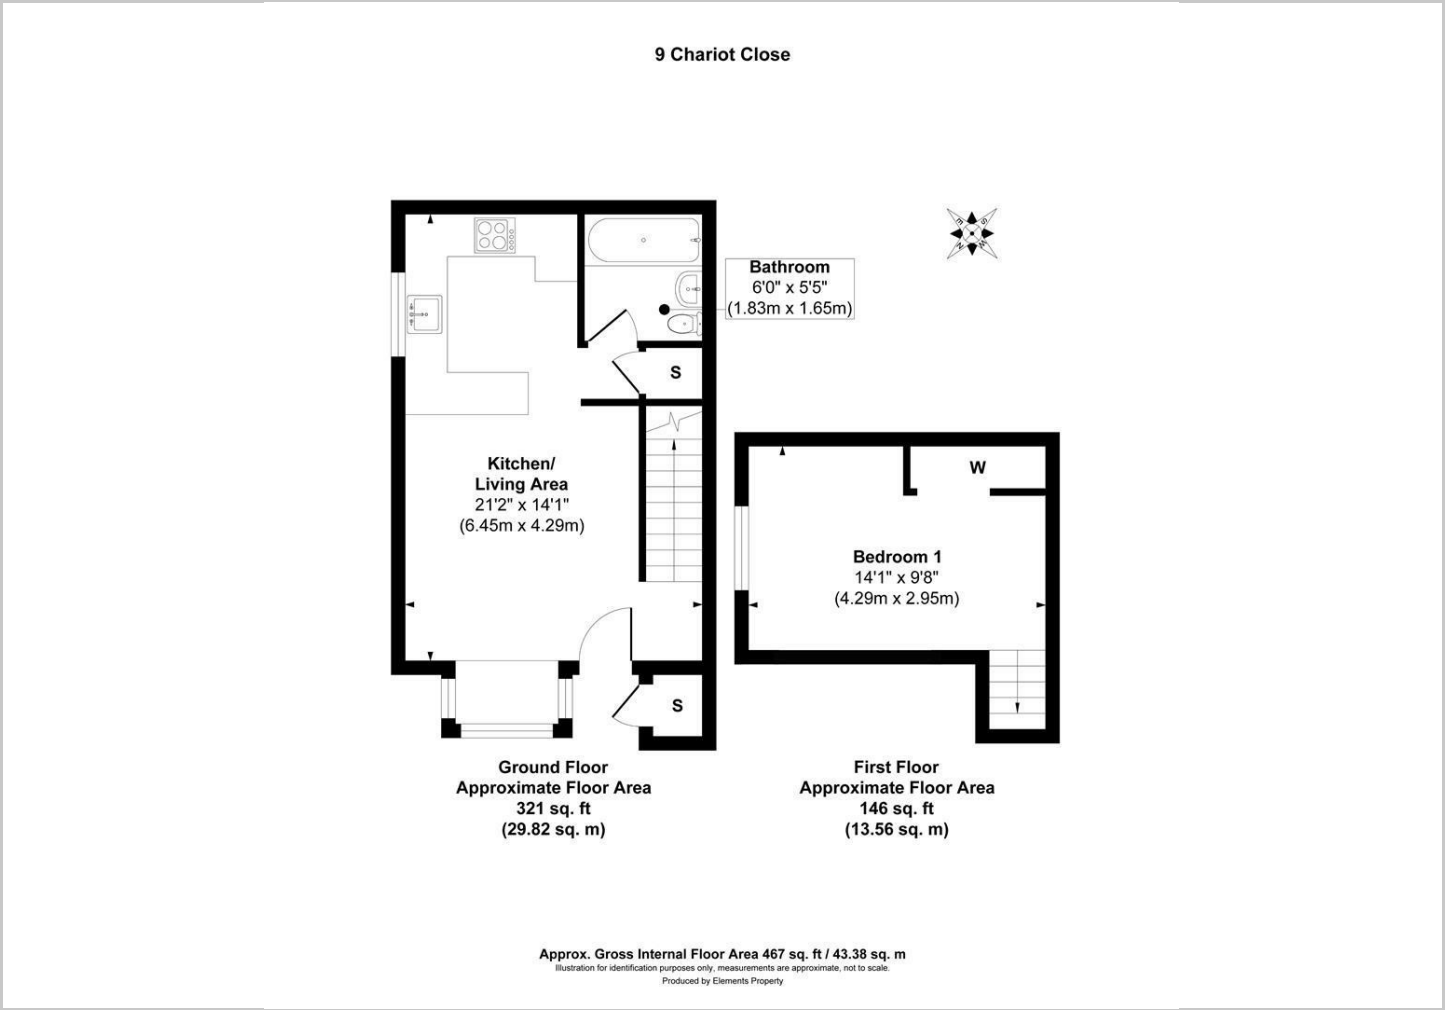 9 Chariot Close
E
S
N
W
Bathroom
6'0" x 5'5"
(1.83m x 1.65m)
S
Kitchen/
Living Area
21'2" x 14'1"
(6.45m x 4.29m)
W
Bedroom 1
14'1" x 9'8"
(4.29m x 2.95m)
S
Ground Floor
Approximate Floor Area
321 sq. ft
(29.82 sq. m)
First Floor
Approximate Floor Area
146 sq. ft
(13.56 sq. m)
Approx. Gross Internal Floor Area 467 sq. ft / 43.38 sq. m
Illustration for identification purposes only, measurements are approximate, not to scale.
Produced by Elements Property